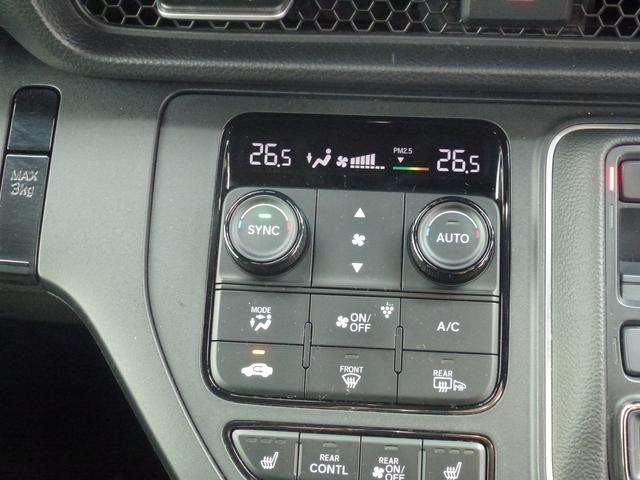 26.5 PM2.5 26.5
MAX
3kg
SYNC AUTO
MODE ON/
OFF A/C
FRONT REAR
REAR
CONTL REAR
ON/
OFF